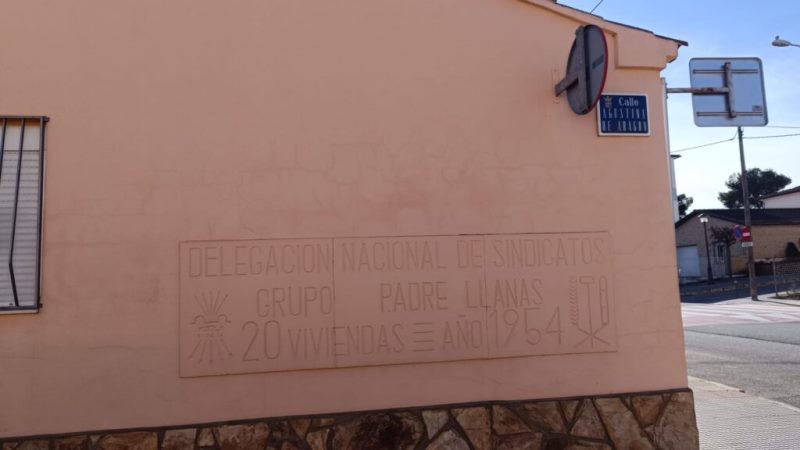 Calle
AGUSTINA
DE ARAGON
DELEGACION NACIONAL DE SINDICATOS
GRUPO PADRE LLANAS
20 VIVIENDAS AÑO 1954